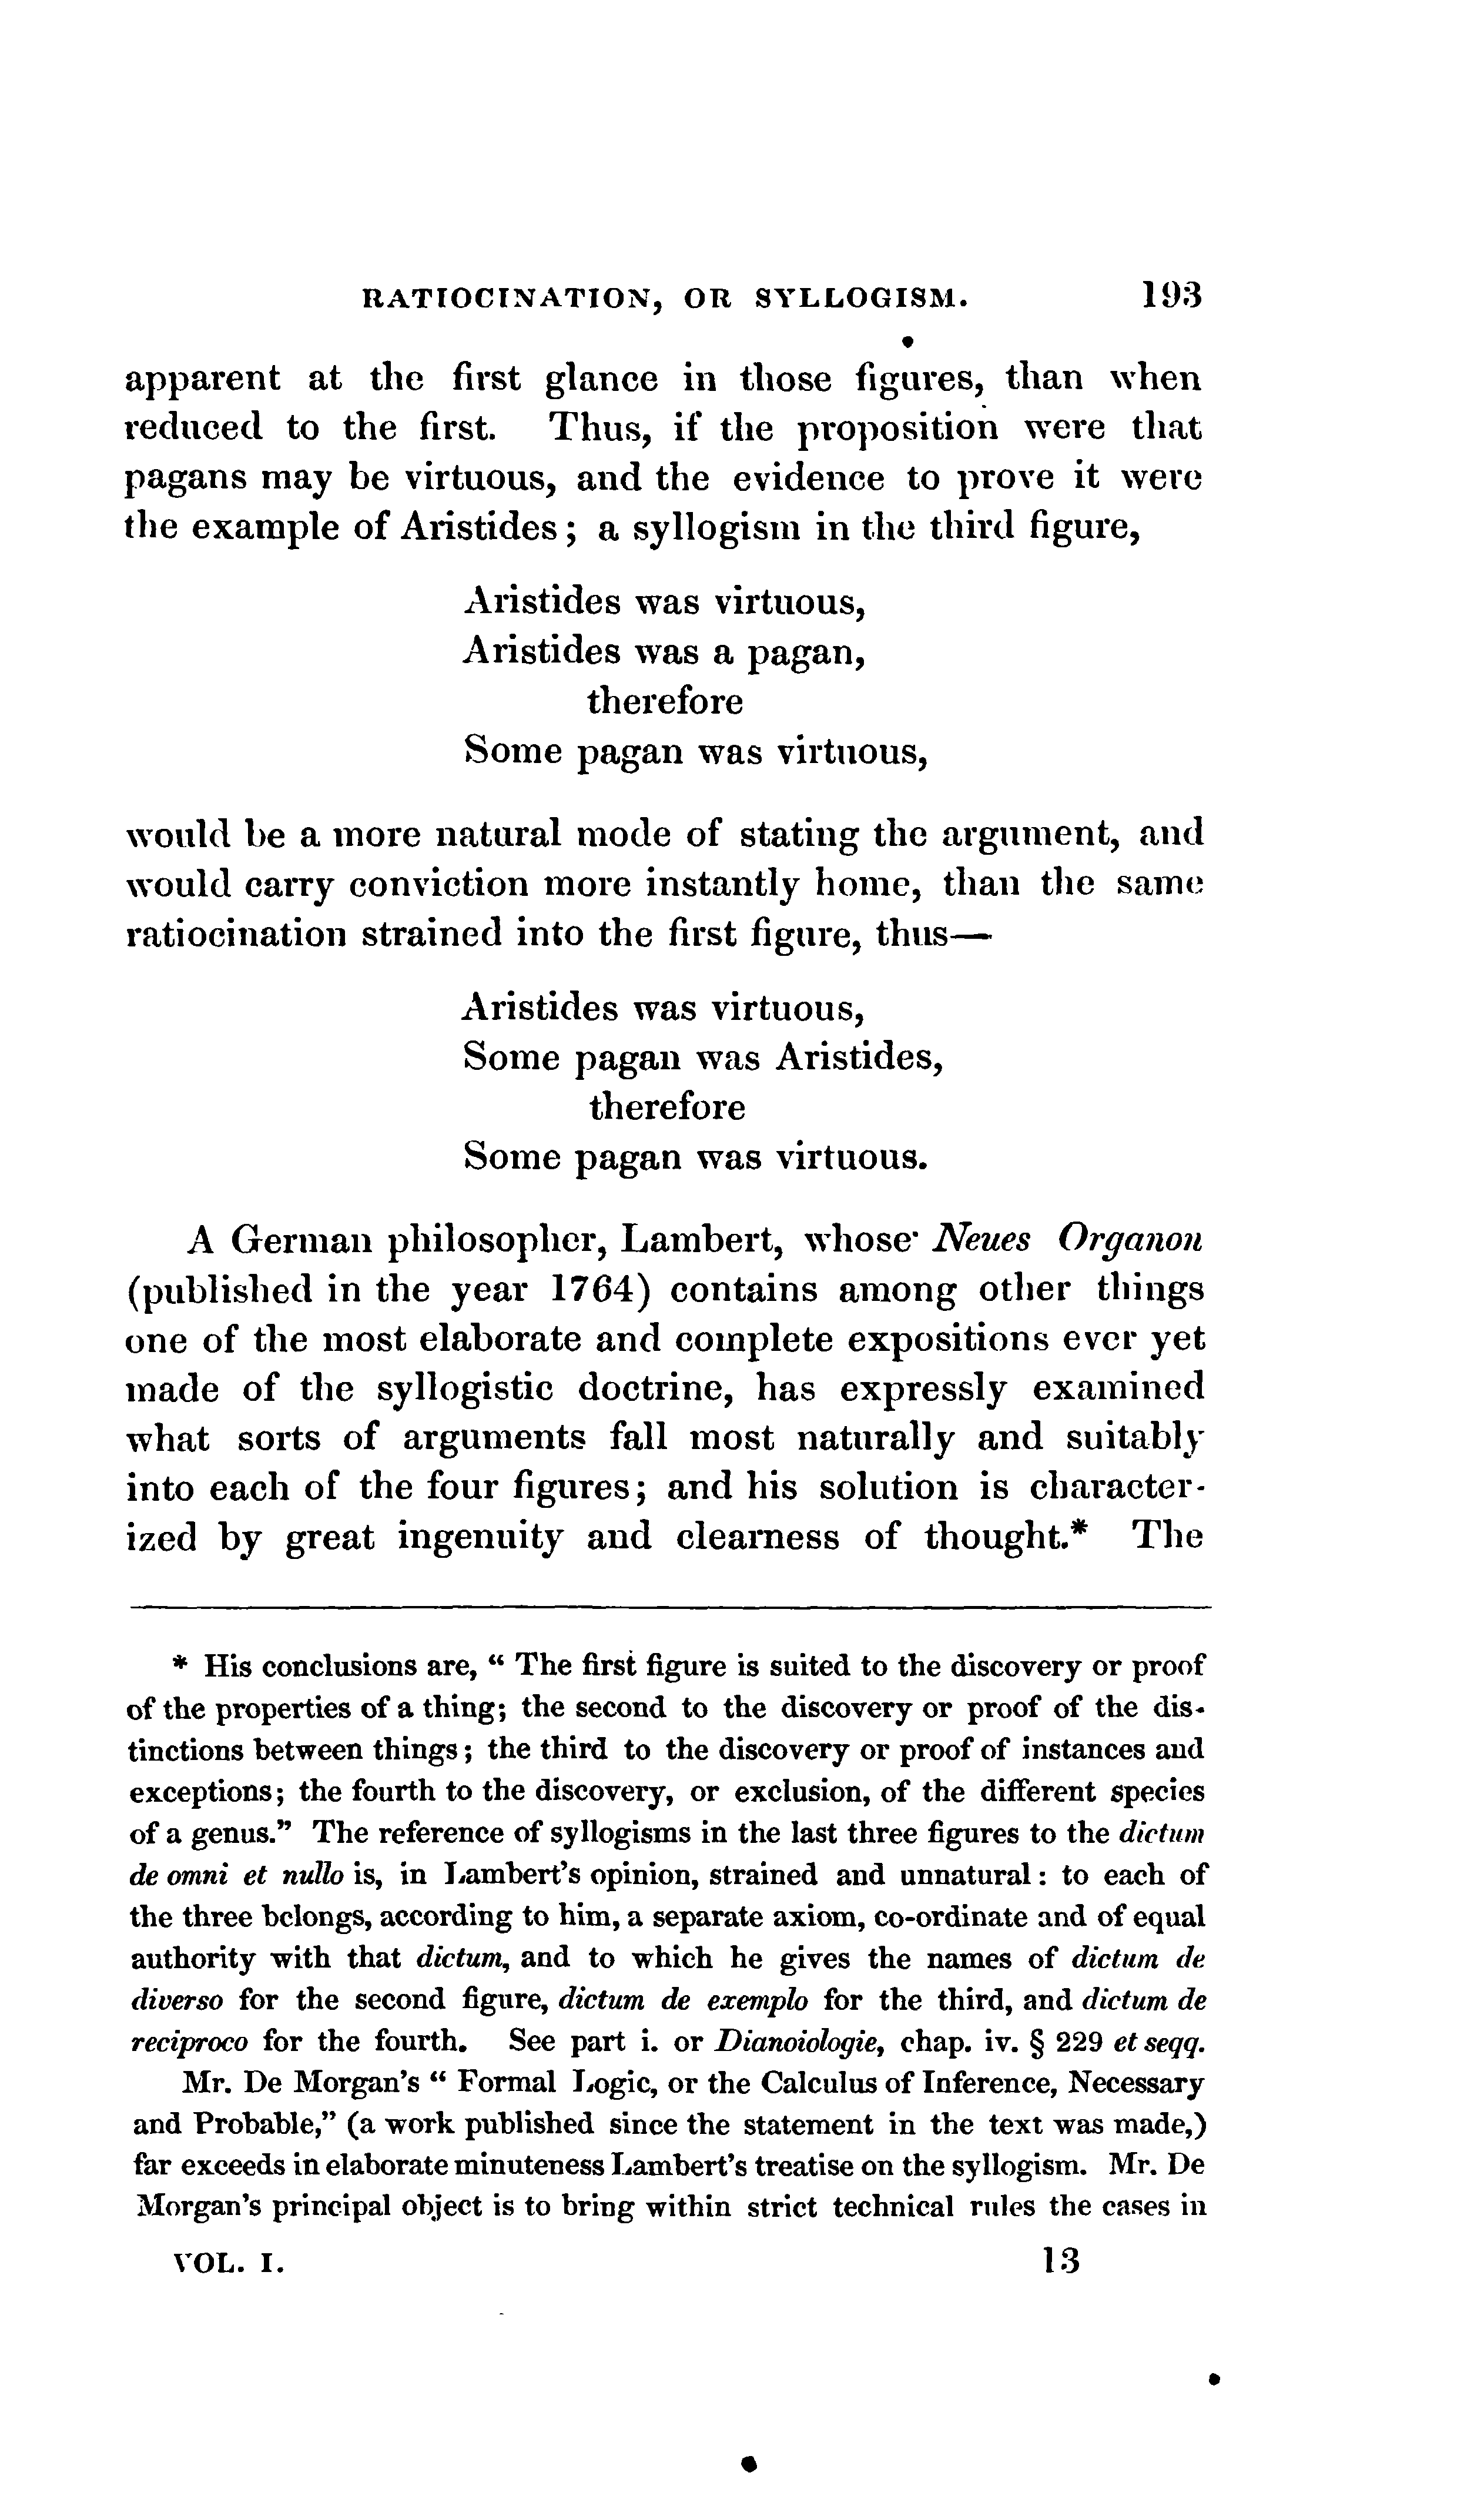 RATIOCINATION, OR SYLLOGISM. 193
apparent at the first glance in those figures, than when
reduced to the first. Thus, if the proposition were that
pagans may be virtuous, and the evidence to prove it were
the example of Aristides; a syllogism in the third figure,
Aristides was virtuous,
Aristides was a pagan,
therefore
Some pagan was virtuous,
would be a more natural mode of stating the argument, and
would carry conviction more instantly home, than the same
ratiocination strained into the first figure, thus—
Aristides was virtuous,
Some pagan was Aristides,
therefore
Some pagan was virtuous.
A German philosopher, Lambert, whose Neues Organon
(published in the year 1764) contains among other things
one of the most elaborate and complete expositions ever yet
made of the syllogistic doctrine, has expressly examined
what sorts of arguments fall most naturally and suitably
into each of the four figures; and his solution is character-
ized by great ingenuity and clearness of thought.* The
* His conclusions are, “The first figure is suited to the discovery or proof
of the properties of a thing; the second to the discovery or proof of the dis-
tinctions between things; the third to the discovery or proof of instances and
exceptions; the fourth to the discovery, or exclusion, of the different species
of a genus.” The reference of syllogisms in the last three figures to the dictum
de omni et nullo is, in Lambert’s opinion, strained and unnatural: to each of
the three belongs, according to him, a separate axiom, co-ordinate and of equal
authority with that dictum, and to which he gives the names of dictum de
diverso for the second figure, dictum de exemplo for the third, and dictum de
reciproco for the fourth. See part i. or Dianoiologie, chap. iv. § 229 et seqq.
Mr. De Morgan’s “Formal Logic, or the Calculus of Inference, Necessary
and Probable,” (a work published since the statement in the text was made,)
far exceeds in elaborate minuteness Lambert’s treatise on the syllogism. Mr. De
Morgan’s principal object is to bring within strict technical rules the cases in
VOL. I. 13